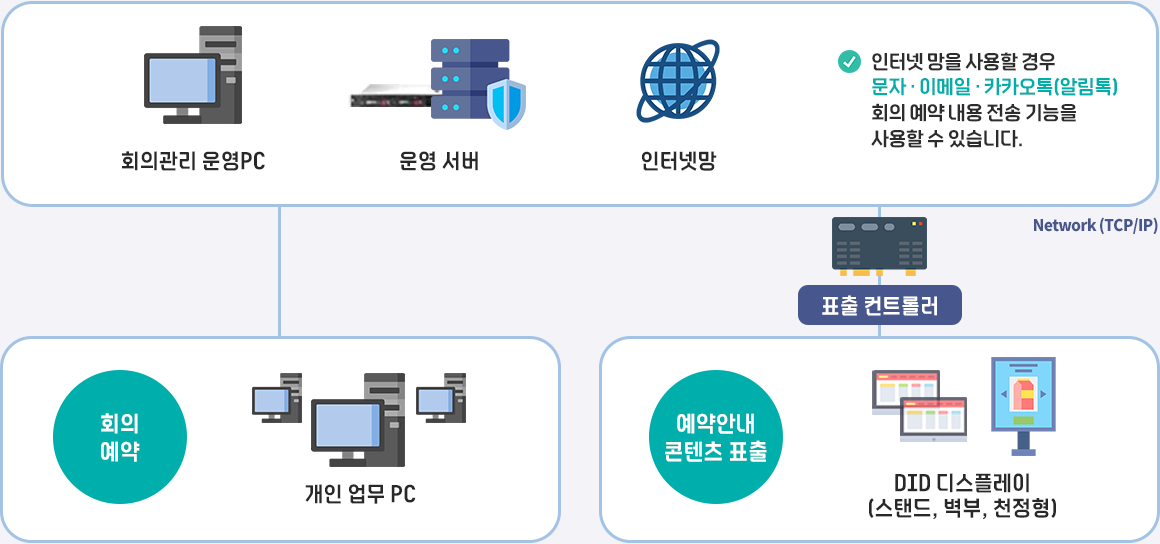 회의관리 운영PC
운영 서버
인터넷망
인터넷 망을 사용할 경우
문자 · 이메일 · 카카오톡(알림톡)
회의 예약 내용 전송 기능을
사용할 수 있습니다.
Network (TCP/IP)
표출 컨트롤러
회의
예약
개인 업무 PC
예약안내
콘텐츠 표출
DID 디스플레이
(스탠드, 벽부, 천정형)